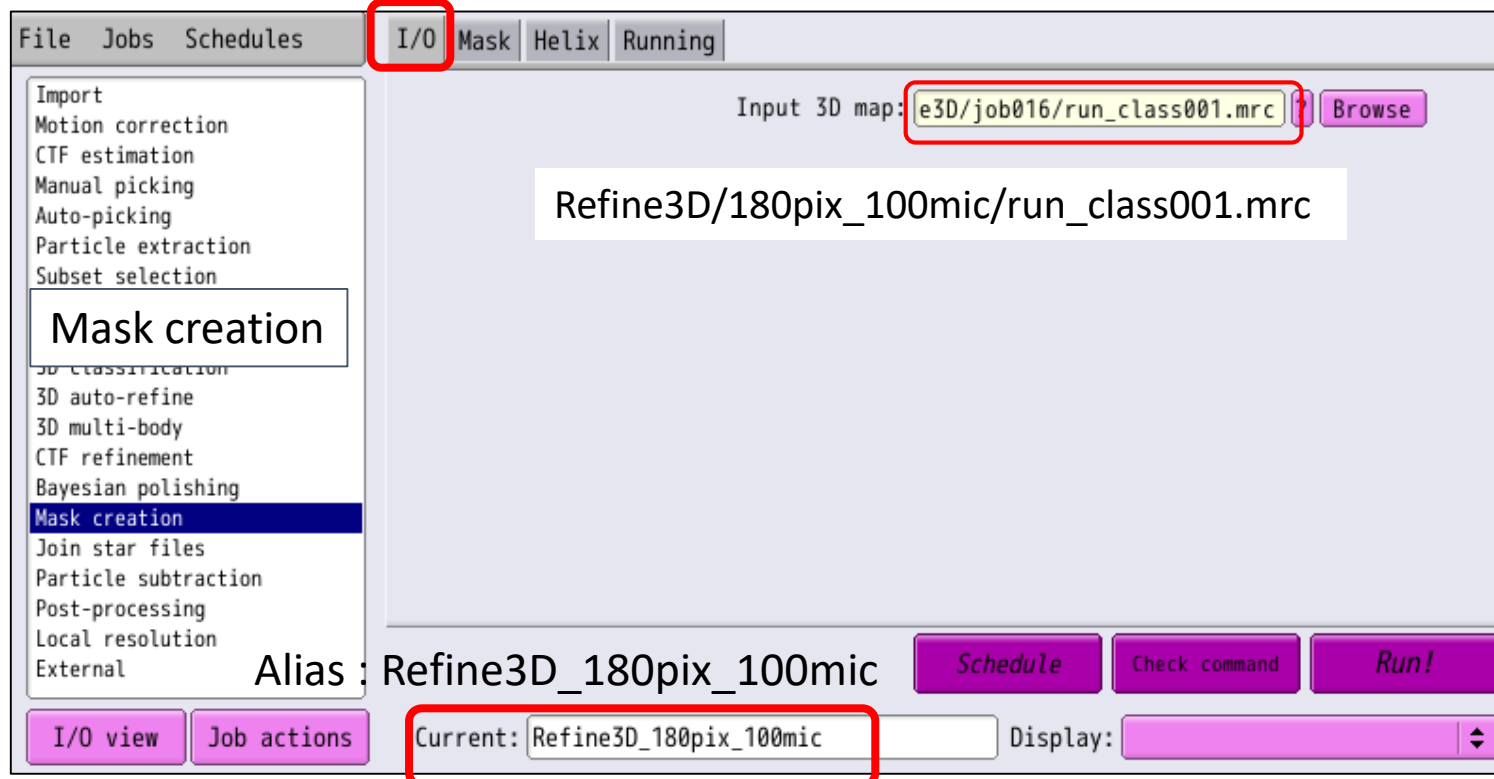 File Jobs Schedules
I/O Mask Helix Running
Import
Motion correction
CTF estimation
Manual picking
Auto-picking
Particle extraction
Subset selection
Mask creation
3D classification
3D auto-refine
3D multi-body
CTF refinement
Bayesian polishing
Mask creation
Join star files
Particle subtraction
Post-processing
Local resolution
External
Input 3D map: e3D/job016/run_class001.mrc ? Browse
Refine3D/180pix_100mic/run_class001.mrc
Alias : Refine3D_180pix_100mic
Schedule Check command Run!
I/O view Job actions Current: Refine3D_180pix_100mic Display: